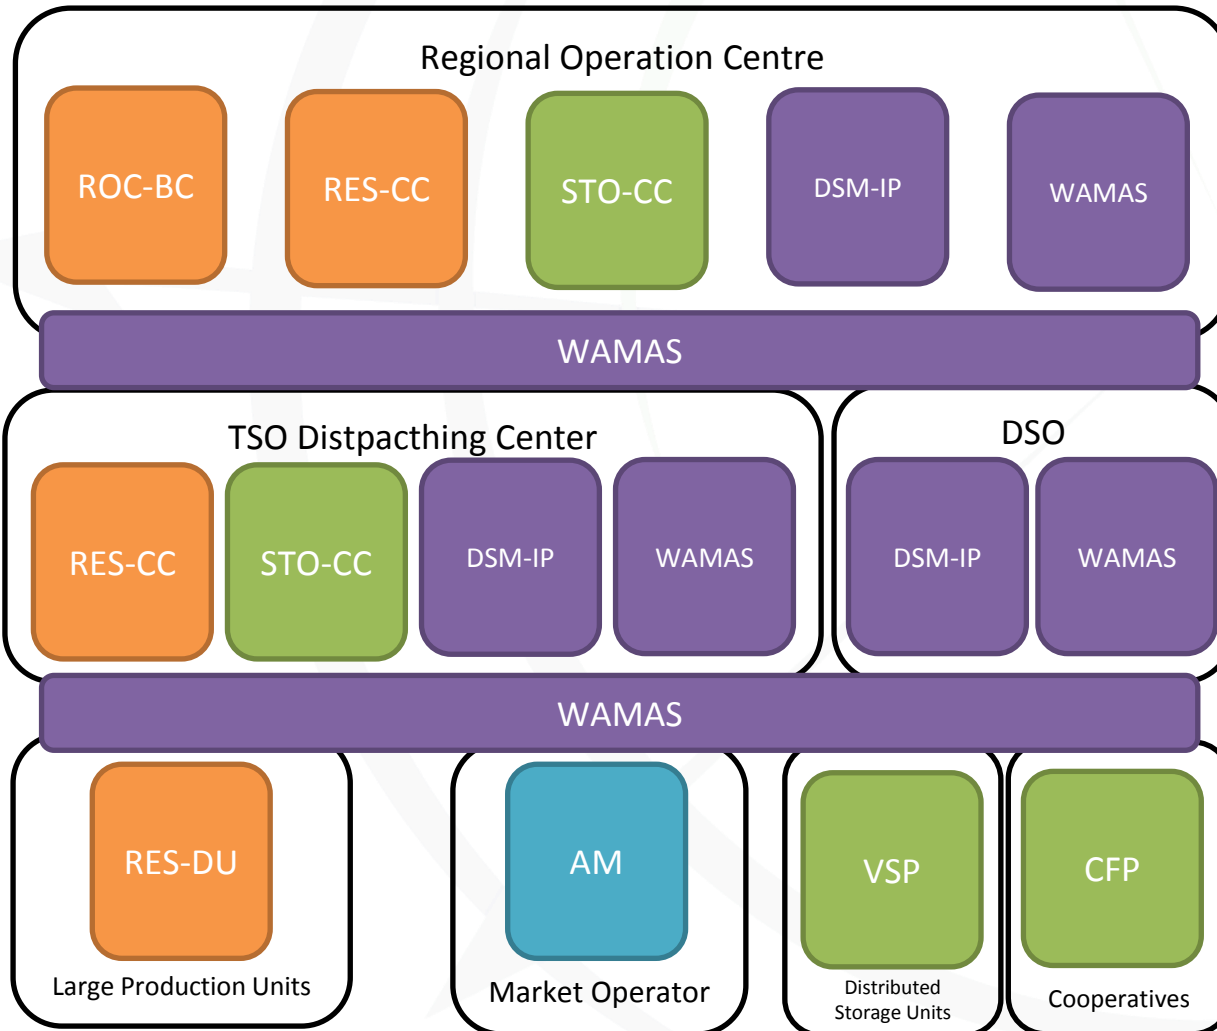 Regional Operation Centre
ROC-BC
RES-CC
STO-CC
DSM-IP
WAMAS
WAMAS
TSO Distpacthing Center
DSO
RES-CC
STO-CC
DSM-IP
WAMAS
DSM-IP
WAMAS
WAMAS
RES-DU
AM
VSP
CFP
Large Production Units
Market Operator
Distributed
Storage Units
Cooperatives